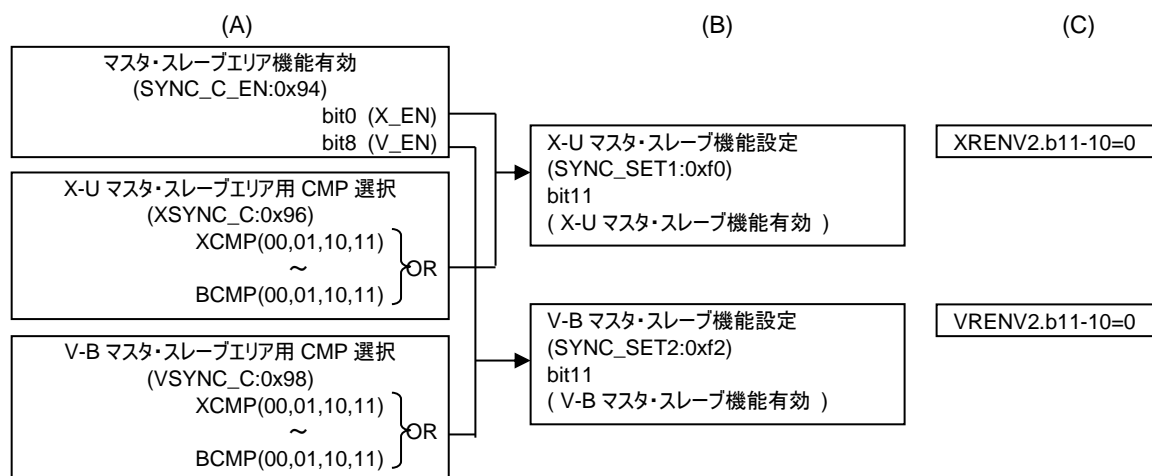 (A)
(B)
(C)
マスタ・スレーブエリア機能有効
(SYNC_C_EN:0x94)
bit0 (X_EN)
bit8 (V_EN)
X-U マスタ・スレーブエリア用 CMP 選択
(XSYNC_C:0x96)
XCMP(00,01,10,11)
～
OR
BCMP(00,01,10,11)
V-B マスタ・スレーブエリア用 CMP 選択
(VSYNC_C:0x98)
XCMP(00,01,10,11)
～
OR
BCMP(00,01,10,11)
X-U マスタ・スレーブ機能設定
(SYNC_SET1:0xf0)
bit11
( X-U マスタ・スレーブ機能有効 )
V-B マスタ・スレーブ機能設定
(SYNC_SET2:0xf2)
bit11
( V-B マスタ・スレーブ機能有効 )
XRENV2.b11-10=0
VRENV2.b11-10=0